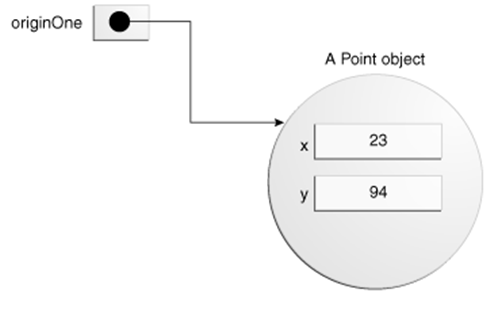 originOne
A Point object
x 23
y 94